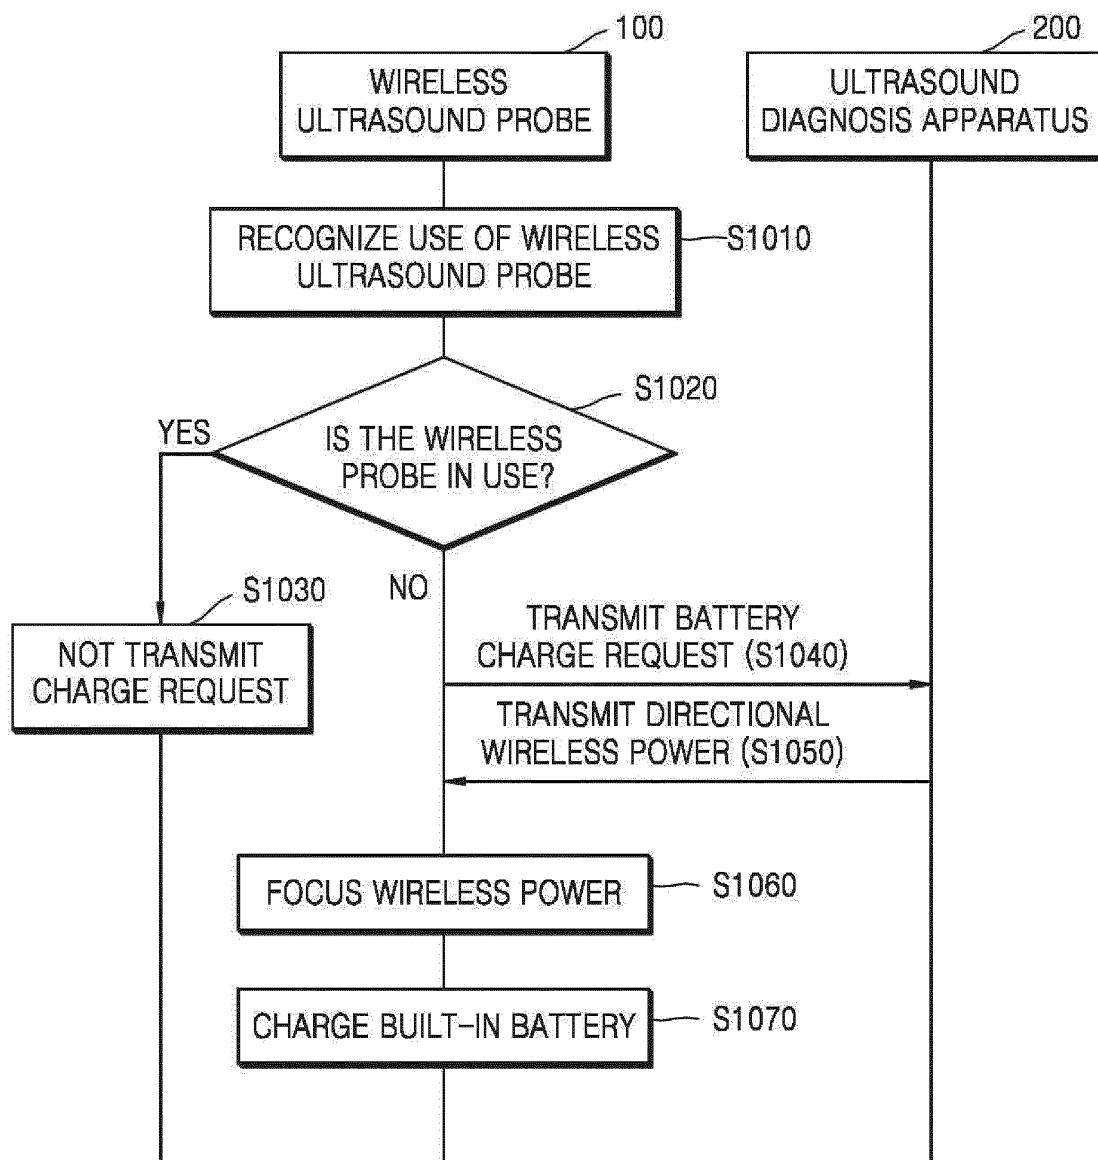 100
200
WIRELESS
ULTRASOUND PROBE
ULTRASOUND
DIAGNOSIS APPARATUS
RECOGNIZE USE OF WIRELESS
ULTRASOUND PROBE
S1010
S1020
IS THE WIRELESS
PROBE IN USE?
YES
NO
S1030
NOT TRANSMIT
CHARGE REQUEST
TRANSMIT BATTERY
CHARGE REQUEST (S1040)
TRANSMIT DIRECTIONAL
WIRELESS POWER (S1050)
FOCUS WIRELESS POWER
S1060
CHARGE BUILT-IN BATTERY
S1070